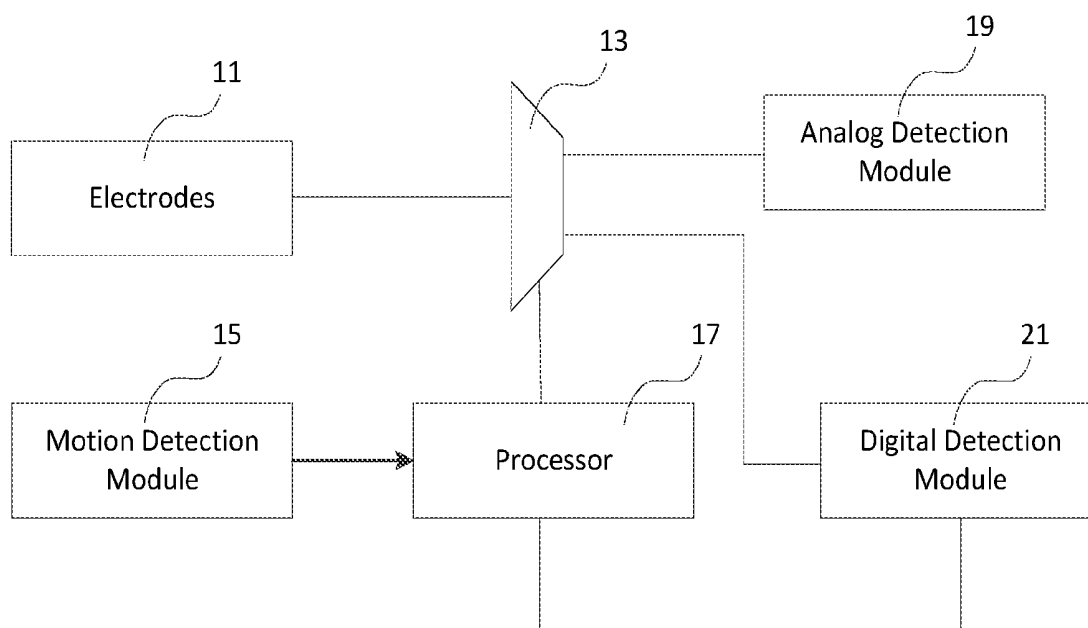 11
13
19
Electrodes
Analog Detection
Module
15
17
21
Motion Detection
Module
Processor
Digital Detection
Module